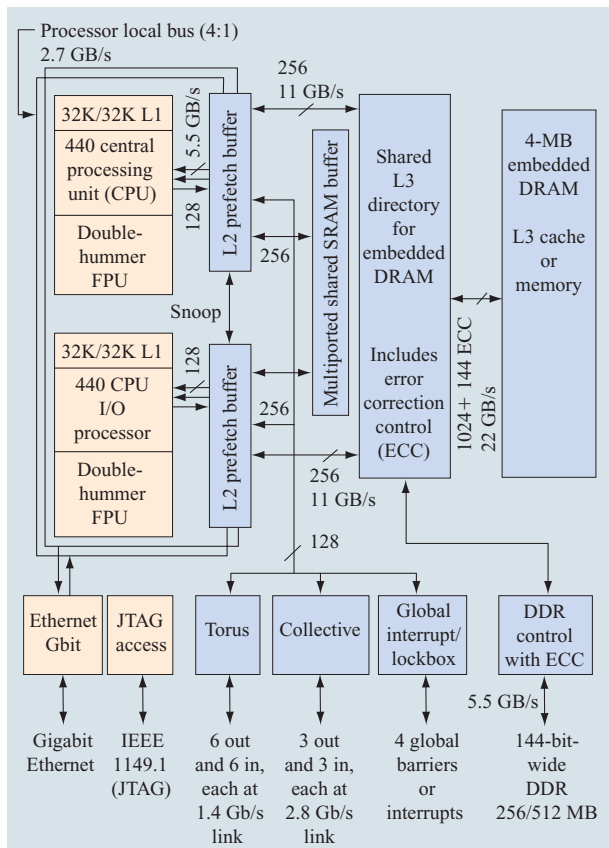 Processor local bus (4:1)
2.7 GB/s
256
11 GB/s
32K/32K L1
440 central
processing
unit (CPU)
Double-
hummer
FPU
5.5 GB/s
128
L2 prefetch buffer
256
Multiported shared SRAM buffer
Shared
L3
directory
for
embedded
DRAM
Includes
error
correction
control
(ECC)
4-MB
embedded
DRAM
L3 cache
or
memory
1024+ 144 ECC
22 GB/s
Snoop
32K/32K L1
440 CPU
I/O
processor
Double-
hummer
FPU
128
L2 prefetch buffer
256
256
11 GB/s
128
Ethernet
Gbit
JTAG
access
Torus
Collective
Global
interrupt/
lockbox
DDR
control
with ECC
5.5 GB/s
Gigabit
Ethernet
IEEE
1149.1
(JTAG)
6 out
and 6 in,
each at
1.4 Gb/s
link
3 out
and 3 in,
each at
2.8 Gb/s
link
4 global
barriers
or
interrupts
144-bit-
wide
DDR
256/512 MB